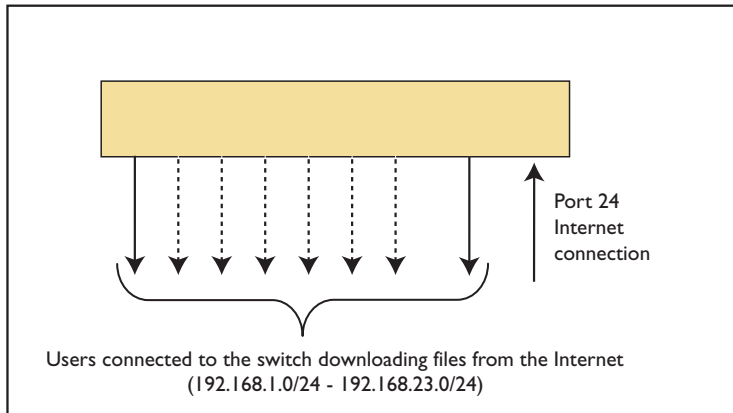 Port 24
Internet
connection
Users connected to the switch downloading files from the Internet
(192.168.1.0/24 - 192.168.23.0/24)